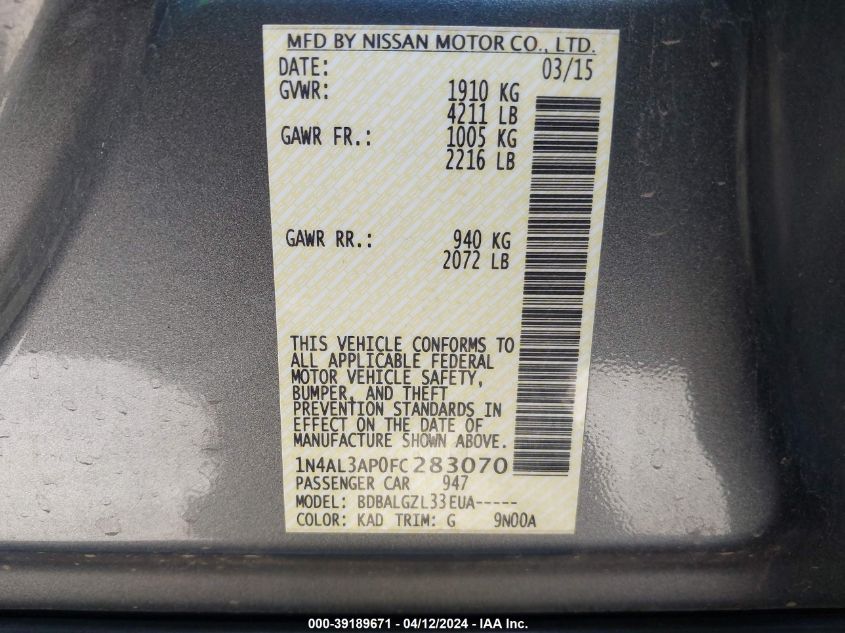 MFD BY NISSAN MOTOR CO., LTD.
DATE: 03/15
GVWR: 1910 KG
4211 LB
GAWR FR.: 1005 KG
2216 LB
GAWR RR.: 940 KG
2072 LB
THIS VEHICLE CONFORMS TO
ALL APPLICABLE FEDERAL
MOTOR VEHICLE SAFETY,
BUMPER, AND THEFT
PREVENTION STANDARDS IN
EFFECT ON THE DATE OF
MANUFACTURE SHOWN ABOVE.
1N4AL3AP0FC283070
PASSENGER CAR 947
MODEL: BDBALGZL33EUA-----
COLOR: KAD TRIM: G 9N00A
000-39189671 - 04/12/2024 - IAA Inc.